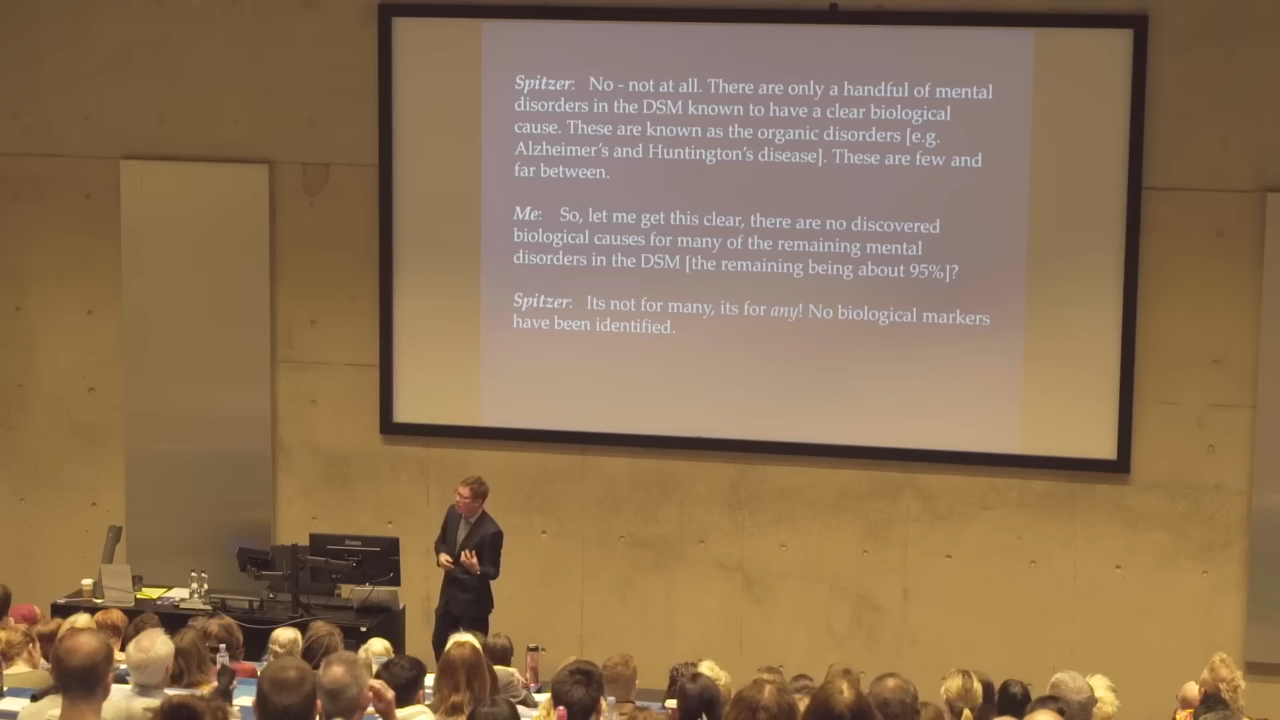 Spitzer: No - not at all. There are only a handful of mental
disorders in the DSM known to have a clear biological
cause. These are known as the organic disorders [e.g.
Alzheimer's and Huntington's disease]. These are few and
far between.
Me: So, let me get this clear, there are no discovered
biological causes for many of the remaining mental
disorders in the DSM [the remaining being about 95%]?
Spitzer: Its not for many, its for any! No biological markers
have been identified.